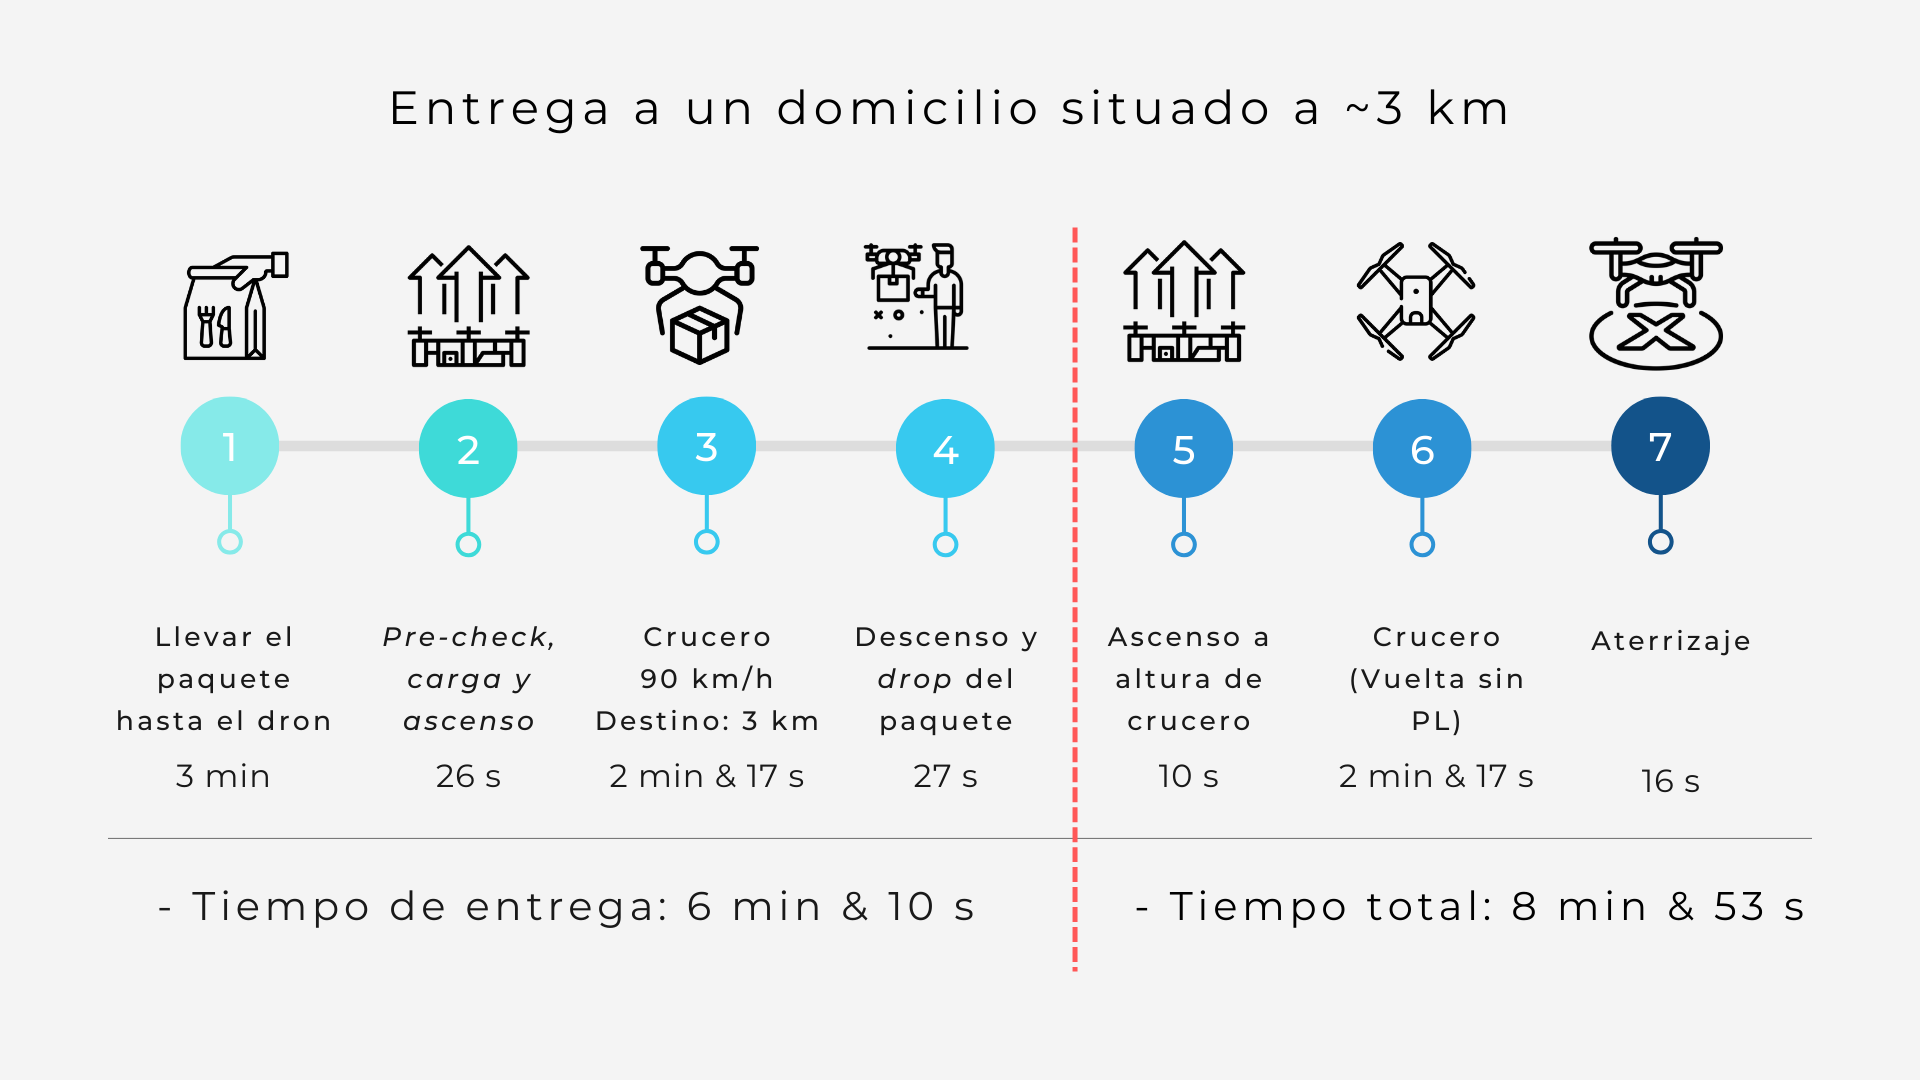 Entrega a un domicilio situado a ~3 km
1
2
3
4
5
6
7
Llevar el
paquete
hasta el dron
3 min
Pre-check,
carga y
ascenso
26 s
Crucero
90 km/h
Destino: 3 km
2 min & 17 s
Descenso y
drop del
paquete
27 s
Ascenso a
altura de
crucero
10 s
Crucero
(Vuelta sin
PL)
2 min & 17 s
Aterrizaje
16 s
- Tiempo de entrega: 6 min & 10 s
- Tiempo total: 8 min & 53 s